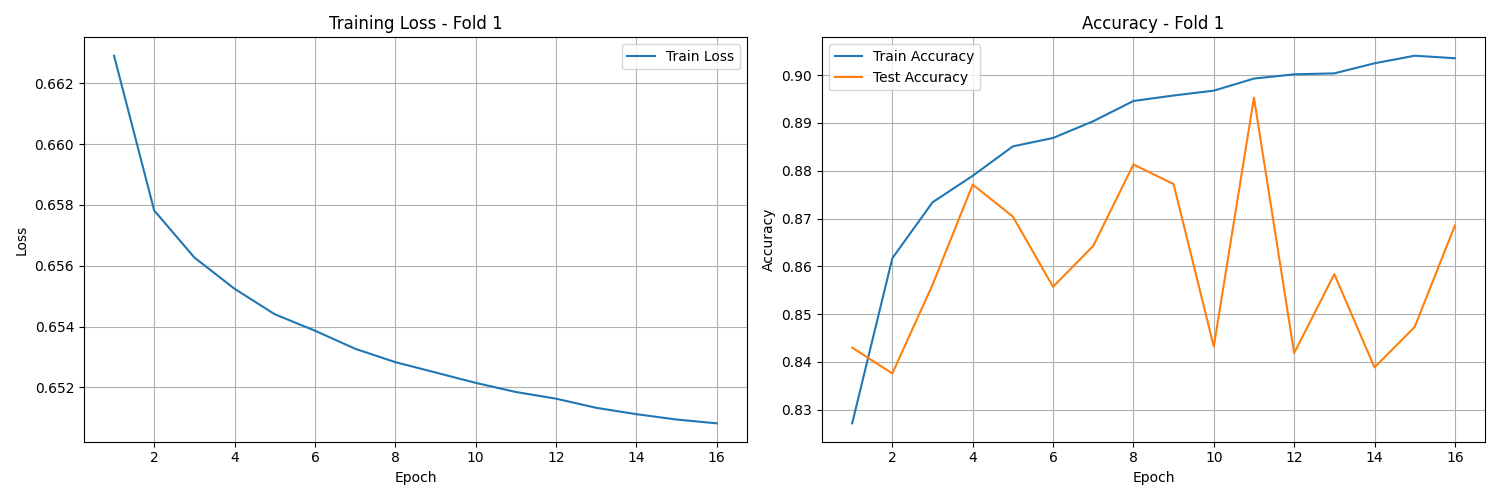 Training Loss - Fold 1
Train Loss
0.662
0.660
0.658
0.656
0.654
0.652
Loss
2 4 6 8 10 12 14 16
Epoch
Accuracy - Fold 1
Train Accuracy
Test Accuracy
0.90
0.89
0.88
0.87
0.86
0.85
0.84
0.83
Accuracy
2 4 6 8 10 12 14 16
Epoch